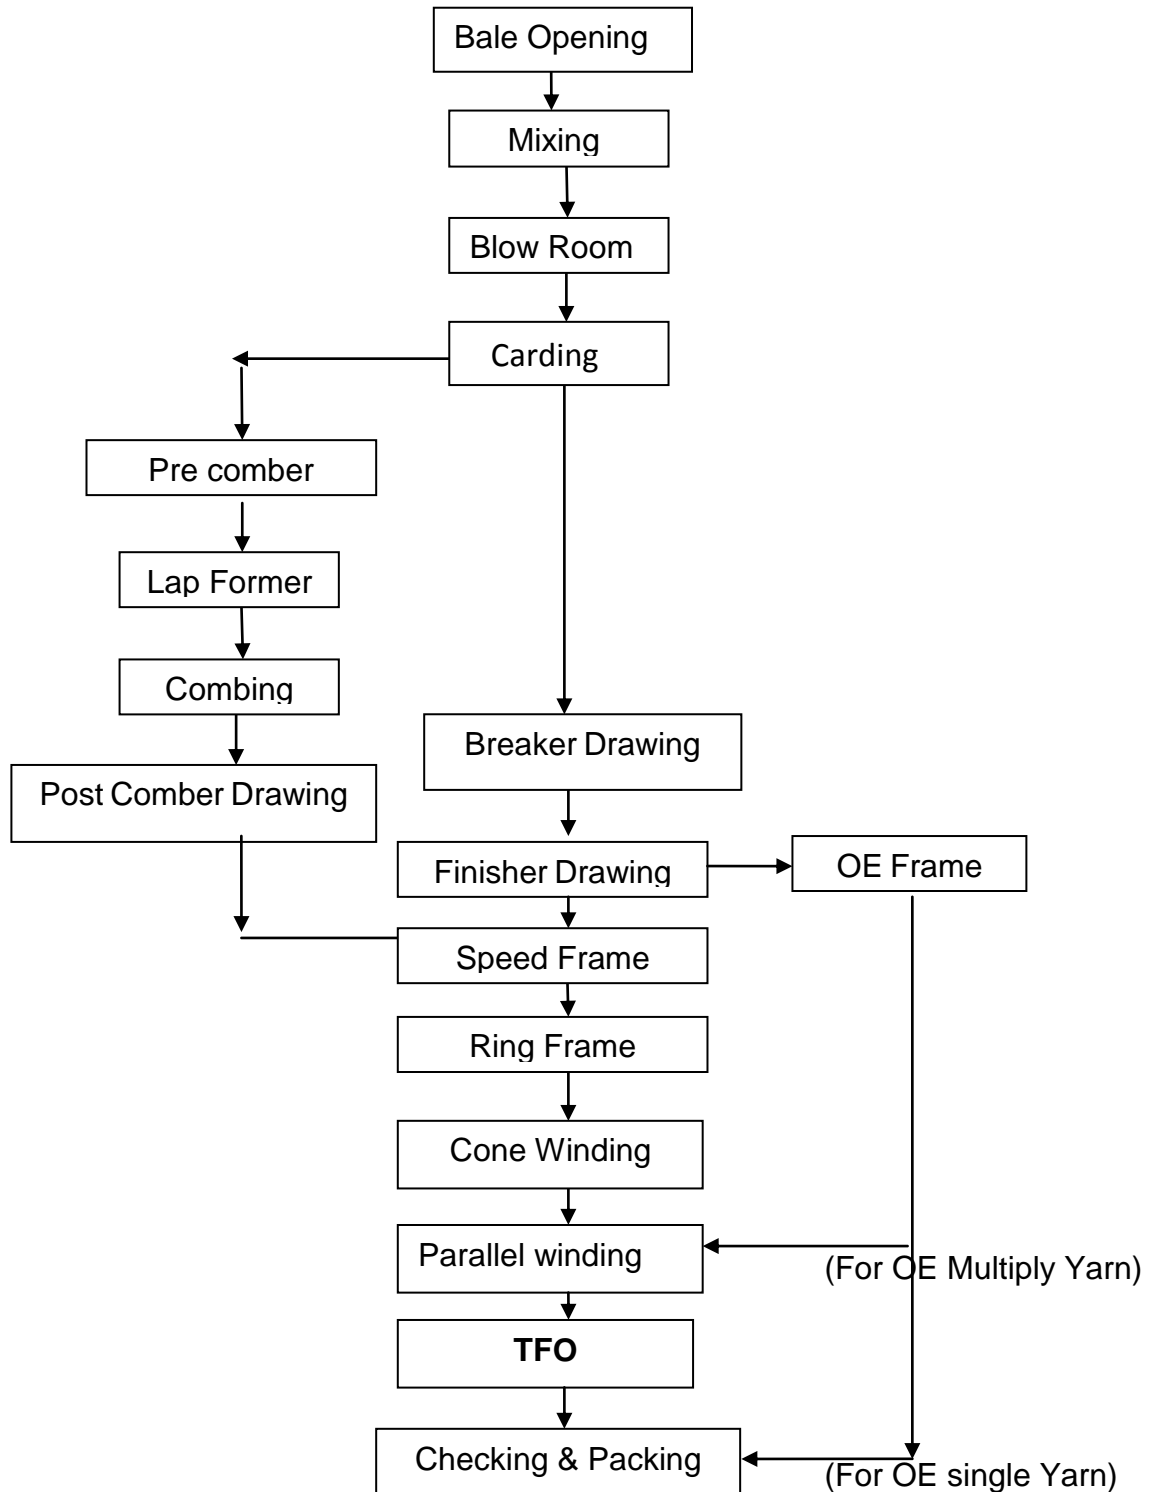 Bale Opening
Mixing
Blow Room
Carding
Pre comber
Lap Former
Combing
Post Comber Drawing
Breaker Drawing
Finisher Drawing
OE Frame
Speed Frame
Ring Frame
Cone Winding
Parallel winding
(For OE Multiply Yarn)
TFO
Checking & Packing
(For OE single Yarn)